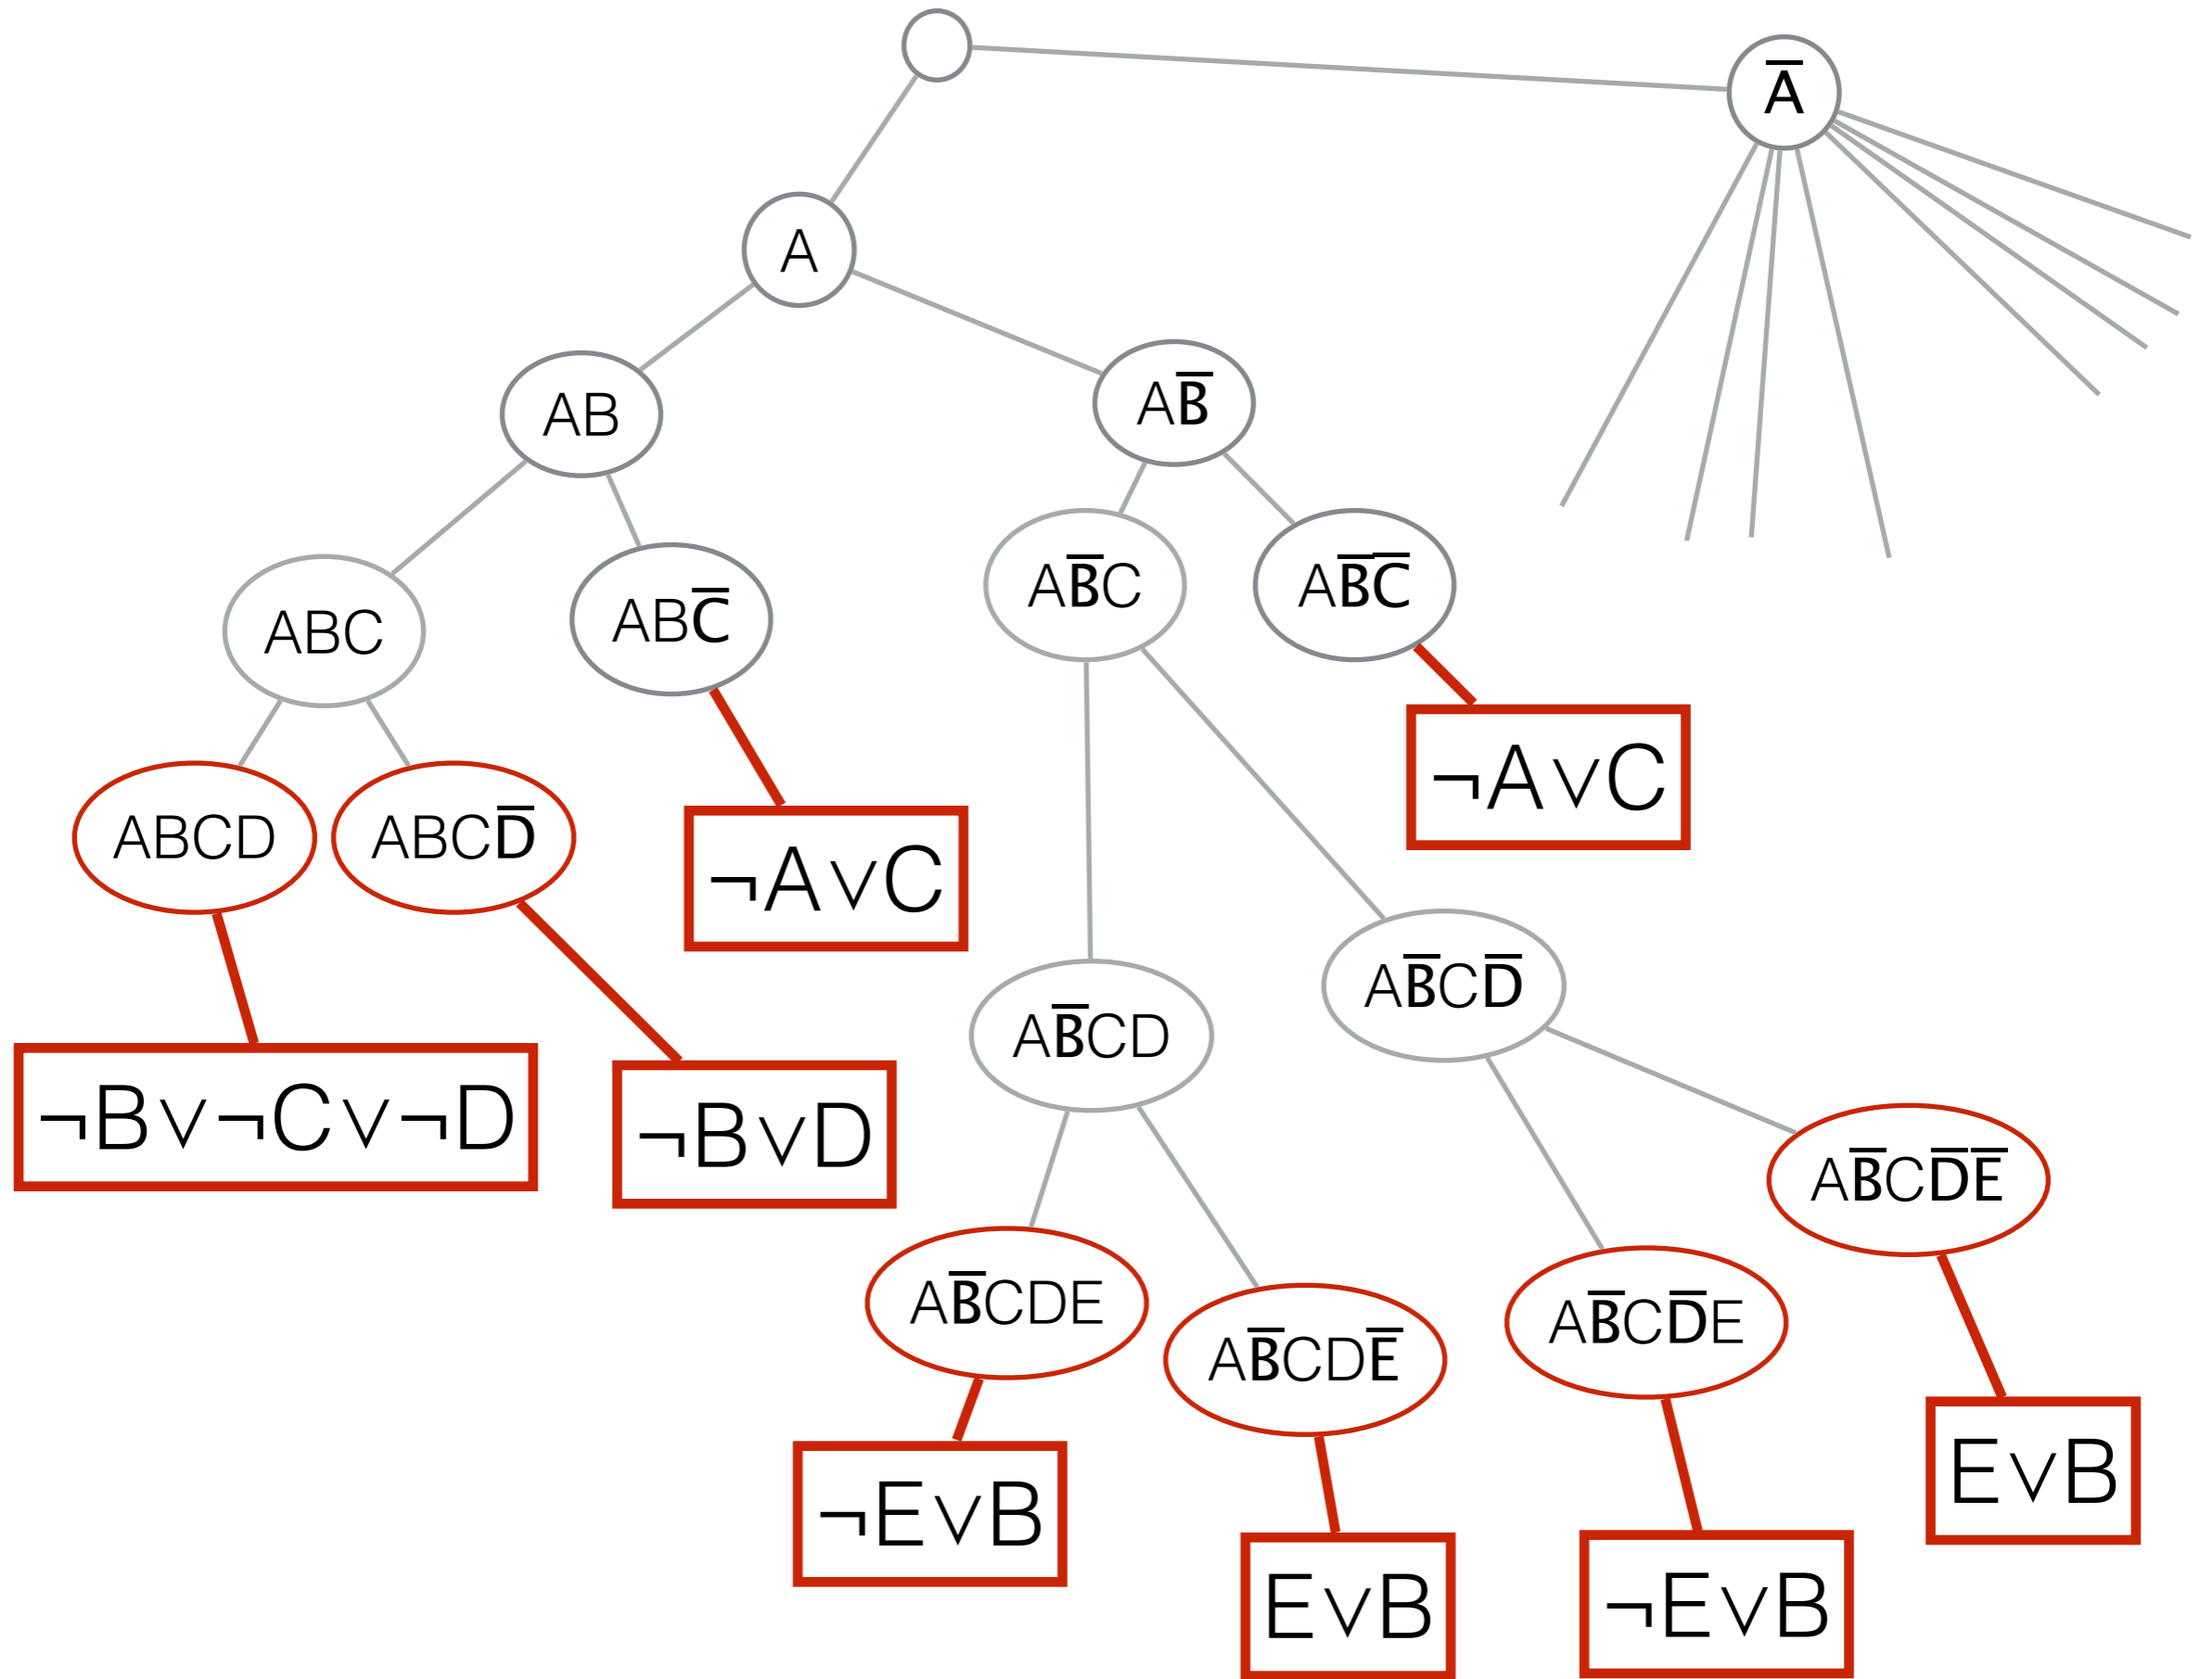 A̅
A
AB
AB̅
ABC
ABC̅
AB̅C
AB̅C̅
¬A∨C
ABCD
ABCD̅
¬A∨C
AB̅CD̅
AB̅CD
¬B∨¬C∨¬D
¬B∨D
AB̅CD̅E̅
AB̅CDE
AB̅CDE̅
AB̅CD̅E
E∨B
¬E∨B
E∨B
¬E∨B